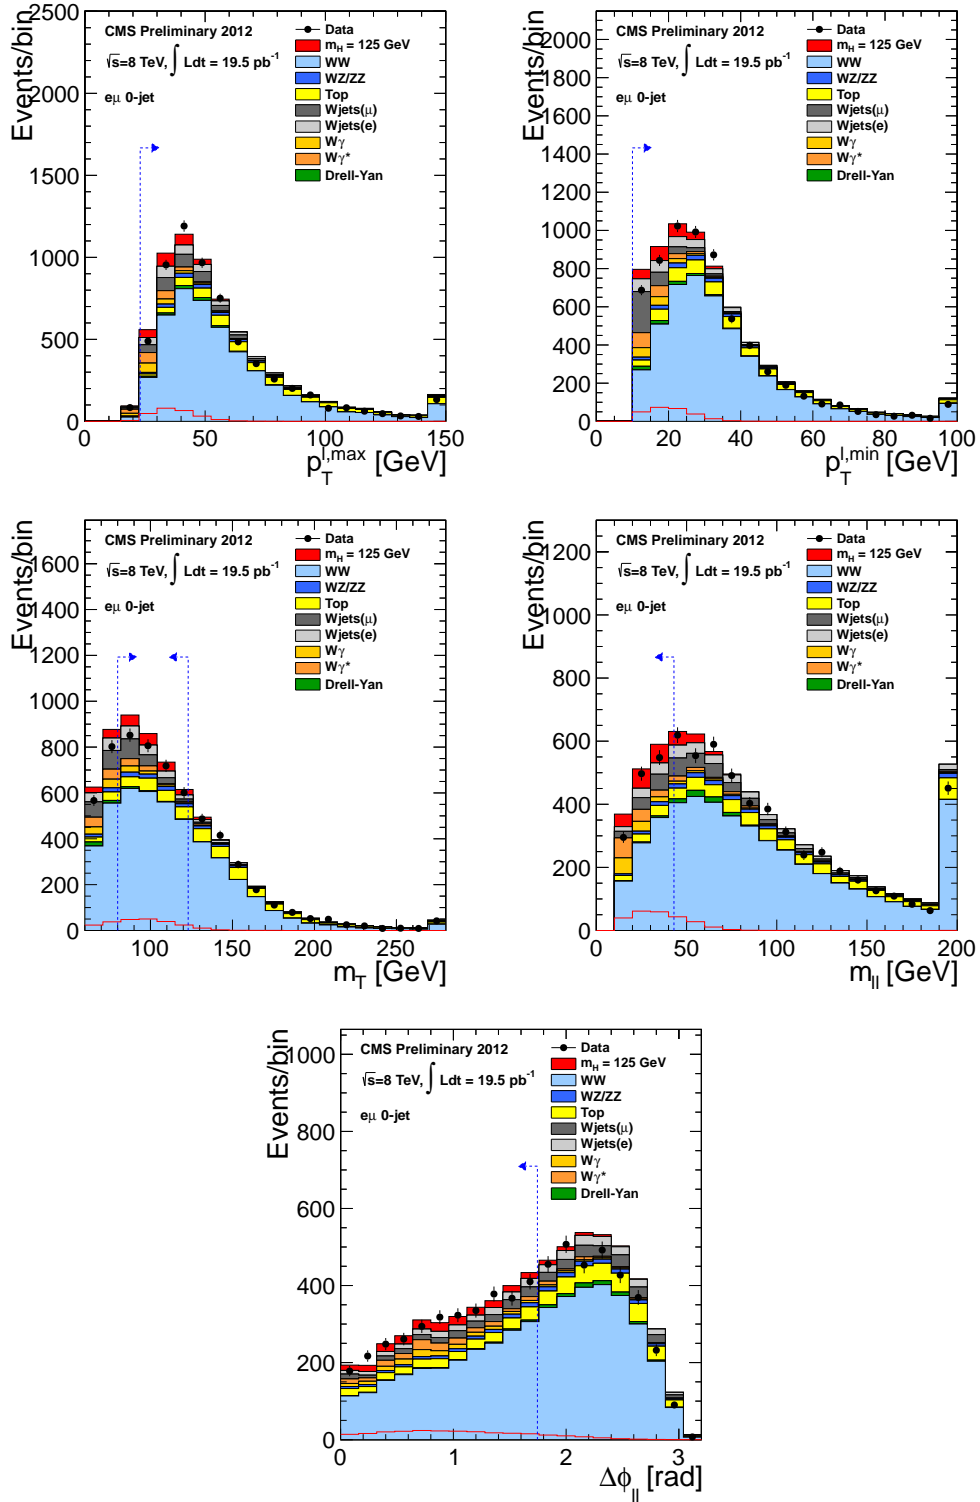 Events/bin
2500
2000
1500
1000
500
0
CMS Preliminary 2012
√s=8 TeV, ∫ Ldt = 19.5 pb⁻¹
eμ 0-jet
Data
m_H = 125 GeV
WW
WZ/ZZ
Top
Wjets(μ)
Wjets(e)
Wγ
Wγ*
Drell-Yan
0 50 100 150
p_T^{l,max} [GeV]
Events/bin
2000
1800
1600
1400
1200
1000
800
600
400
200
0
CMS Preliminary 2012
√s=8 TeV, ∫ Ldt = 19.5 pb⁻¹
eμ 0-jet
Data
m_H = 125 GeV
WW
WZ/ZZ
Top
Wjets(μ)
Wjets(e)
Wγ
Wγ*
Drell-Yan
0 20 40 60 80 100
p_T^{l,min} [GeV]
Events/bin
1600
1400
1200
1000
800
600
400
200
0
CMS Preliminary 2012
√s=8 TeV, ∫ Ldt = 19.5 pb⁻¹
eμ 0-jet
Data
m_H = 125 GeV
WW
WZ/ZZ
Top
Wjets(μ)
Wjets(e)
Wγ
Wγ*
Drell-Yan
100 150 200 250
m_T [GeV]
Events/bin
1200
1000
800
600
400
200
0
CMS Preliminary 2012
√s=8 TeV, ∫ Ldt = 19.5 pb⁻¹
eμ 0-jet
Data
m_H = 125 GeV
WW
WZ/ZZ
Top
Wjets(μ)
Wjets(e)
Wγ
Wγ*
Drell-Yan
0 50 100 150 200
m_ll [GeV]
Events/bin
1000
800
600
400
200
0
CMS Preliminary 2012
√s=8 TeV, ∫ Ldt = 19.5 pb⁻¹
eμ 0-jet
Data
m_H = 125 GeV
WW
WZ/ZZ
Top
Wjets(μ)
Wjets(e)
Wγ
Wγ*
Drell-Yan
0 1 2 3
Δϕ_ll [rad]